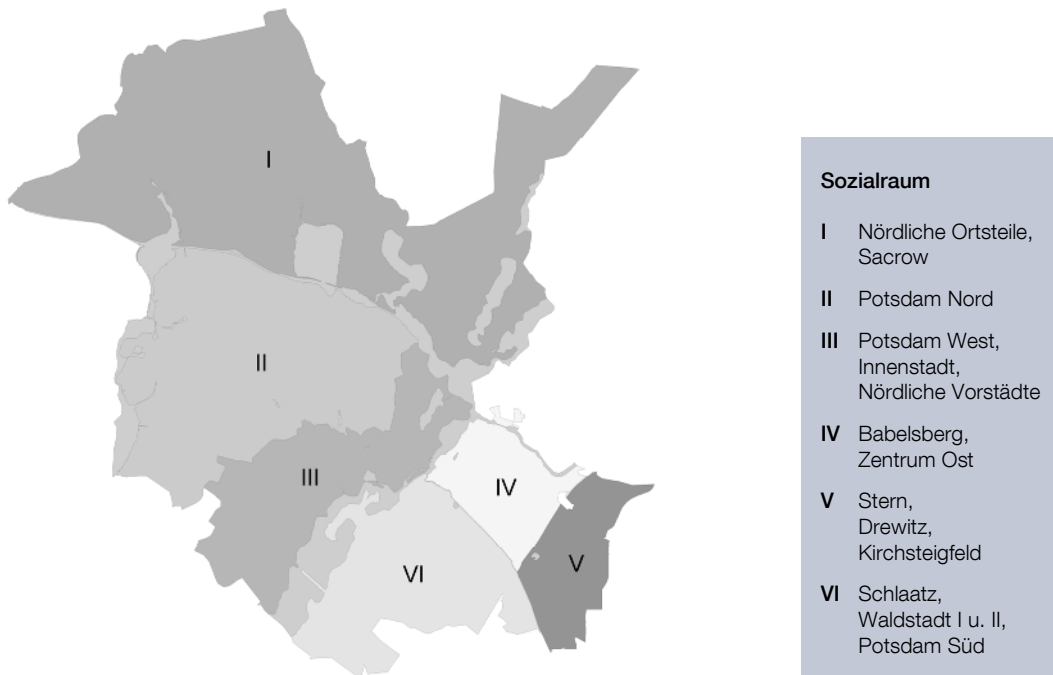 I
II
III
IV
V
VI
Sozialraum
I Nördliche Ortsteile,
Sacrow
II Potsdam Nord
III Potsdam West,
Innenstadt,
Nördliche Vorstädte
IV Babelsberg,
Zentrum Ost
V Stern,
Drewitz,
Kirchsteigfeld
VI Schlaatz,
Waldstadt I u. II,
Potsdam Süd